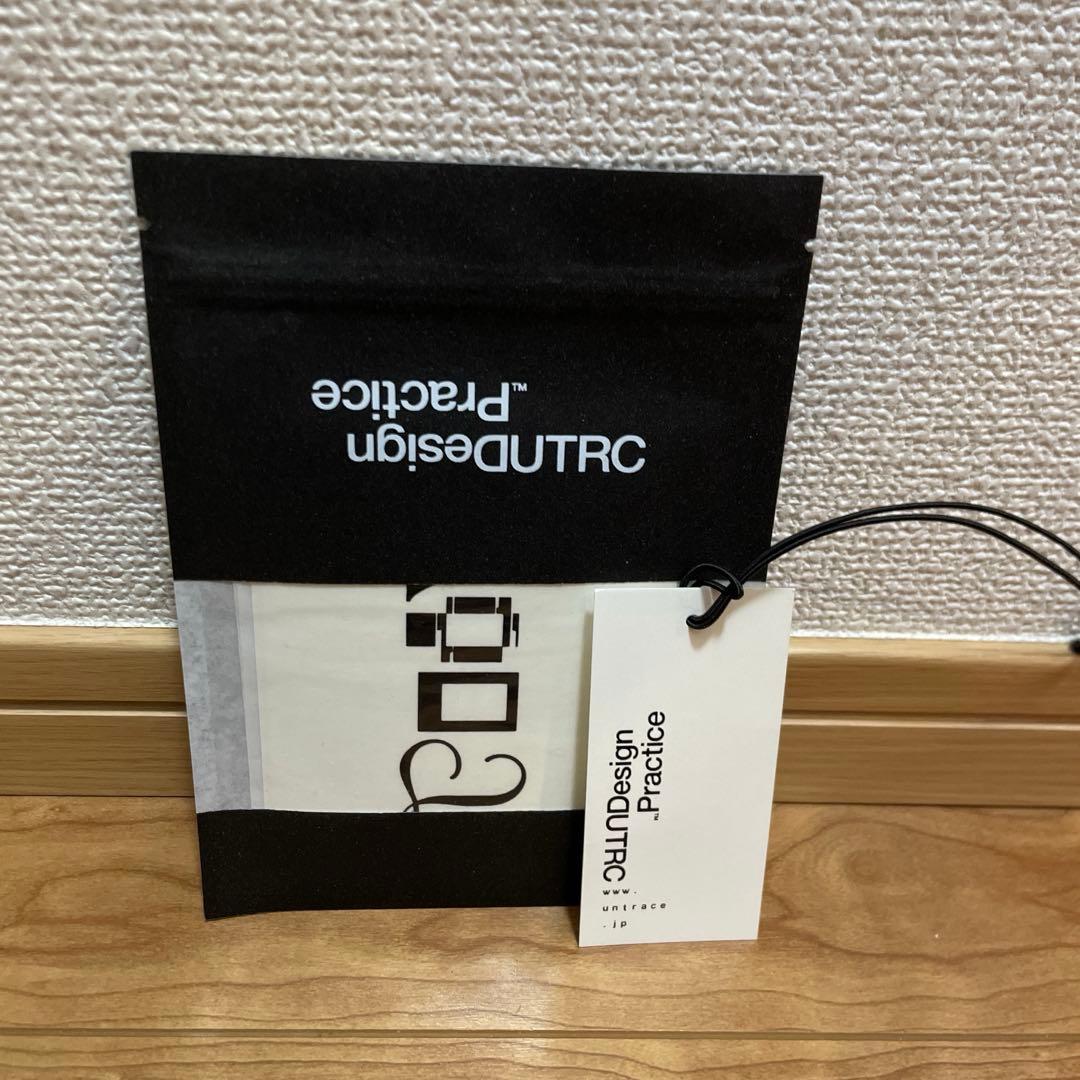 UTRCDesign
Practice™
UTRCDesign
Practice™
www.
untrace
.jp